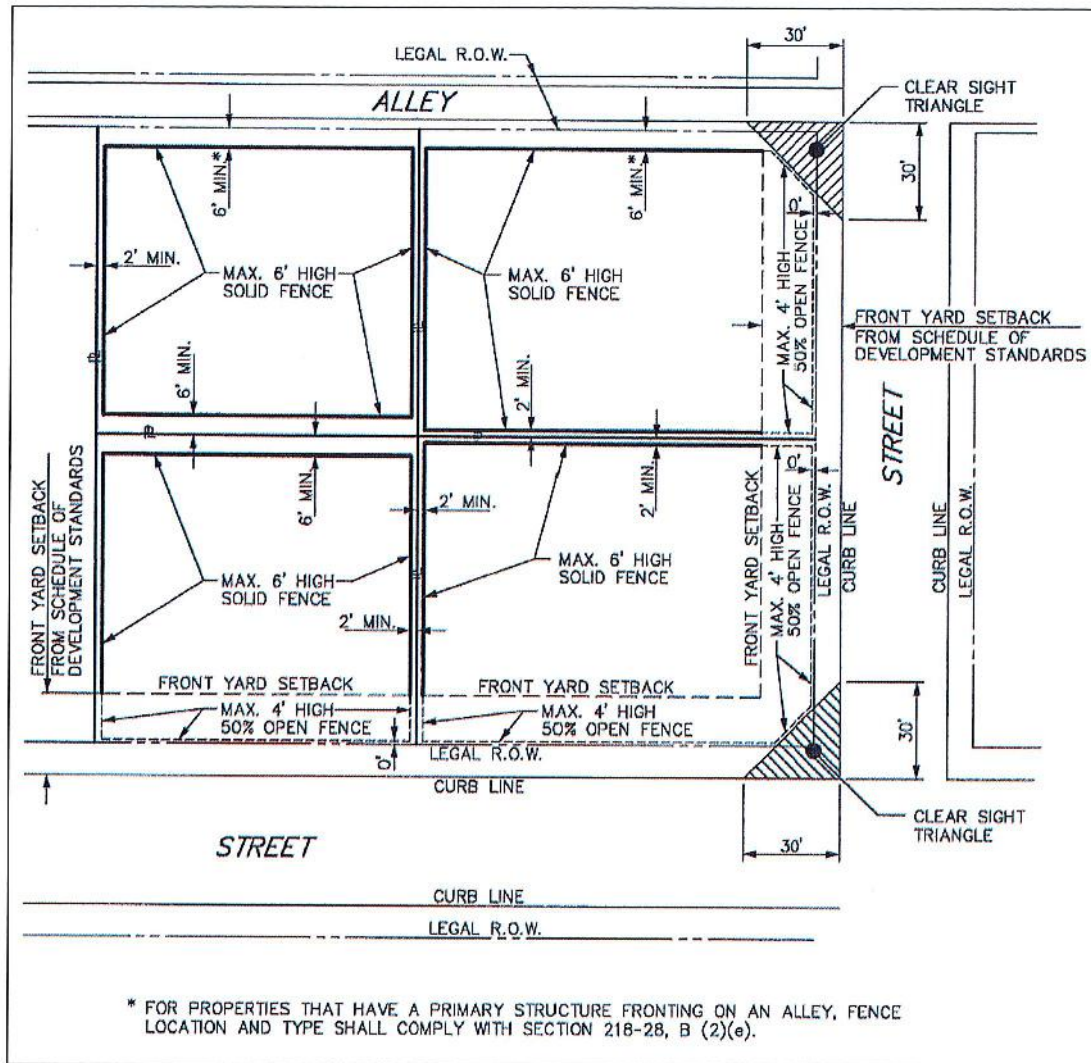 30'
LEGAL R.O.W.
CLEAR SIGHT
TRIANGLE
ALLEY
6' MIN.*
6' MIN.*
30'
0'
2' MIN.
MAX. 6' HIGH
SOLID FENCE
MAX. 6' HIGH
SOLID FENCE
MAX. 4' HIGH
50% OPEN FENCE
FRONT YARD SETBACK
FROM SCHEDULE OF
DEVELOPMENT STANDARDS
6' MIN.
2' MIN.
STREET
0'
6' MIN.
2' MIN.
2' MIN.
FRONT YARD SETBACK
FROM SCHEDULE OF
DEVELOPMENT STANDARDS
MAX. 6' HIGH
SOLID FENCE
MAX. 6' HIGH
SOLID FENCE
FRONT YARD SETBACK
MAX. 4' HIGH
50% OPEN FENCE
LEGAL R.O.W.
CURB LINE
CURB LINE
LEGAL R.O.W.
2' MIN.
FRONT YARD SETBACK
FRONT YARD SETBACK
MAX. 4' HIGH
50% OPEN FENCE
MAX. 4' HIGH
50% OPEN FENCE
30'
0'
LEGAL R.O.W.
CURB LINE
CLEAR SIGHT
TRIANGLE
30'
STREET
CURB LINE
LEGAL R.O.W.
* FOR PROPERTIES THAT HAVE A PRIMARY STRUCTURE FRONTING ON AN ALLEY, FENCE
LOCATION AND TYPE SHALL COMPLY WITH SECTION 218-28, B (2)(e).